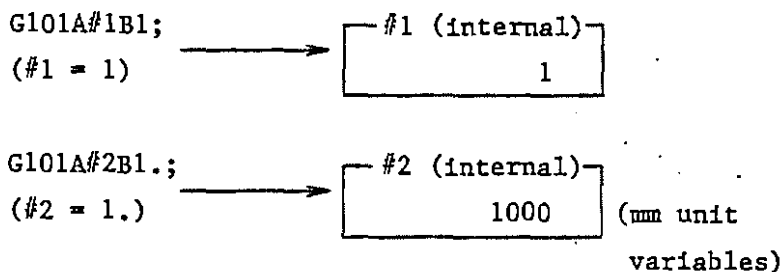 G101A#1B1;
#1 (internal)
(#1 = 1)
1
G101A#2B1.;
#2 (internal)
(#2 = 1.)
1000
(mm unit
variables)